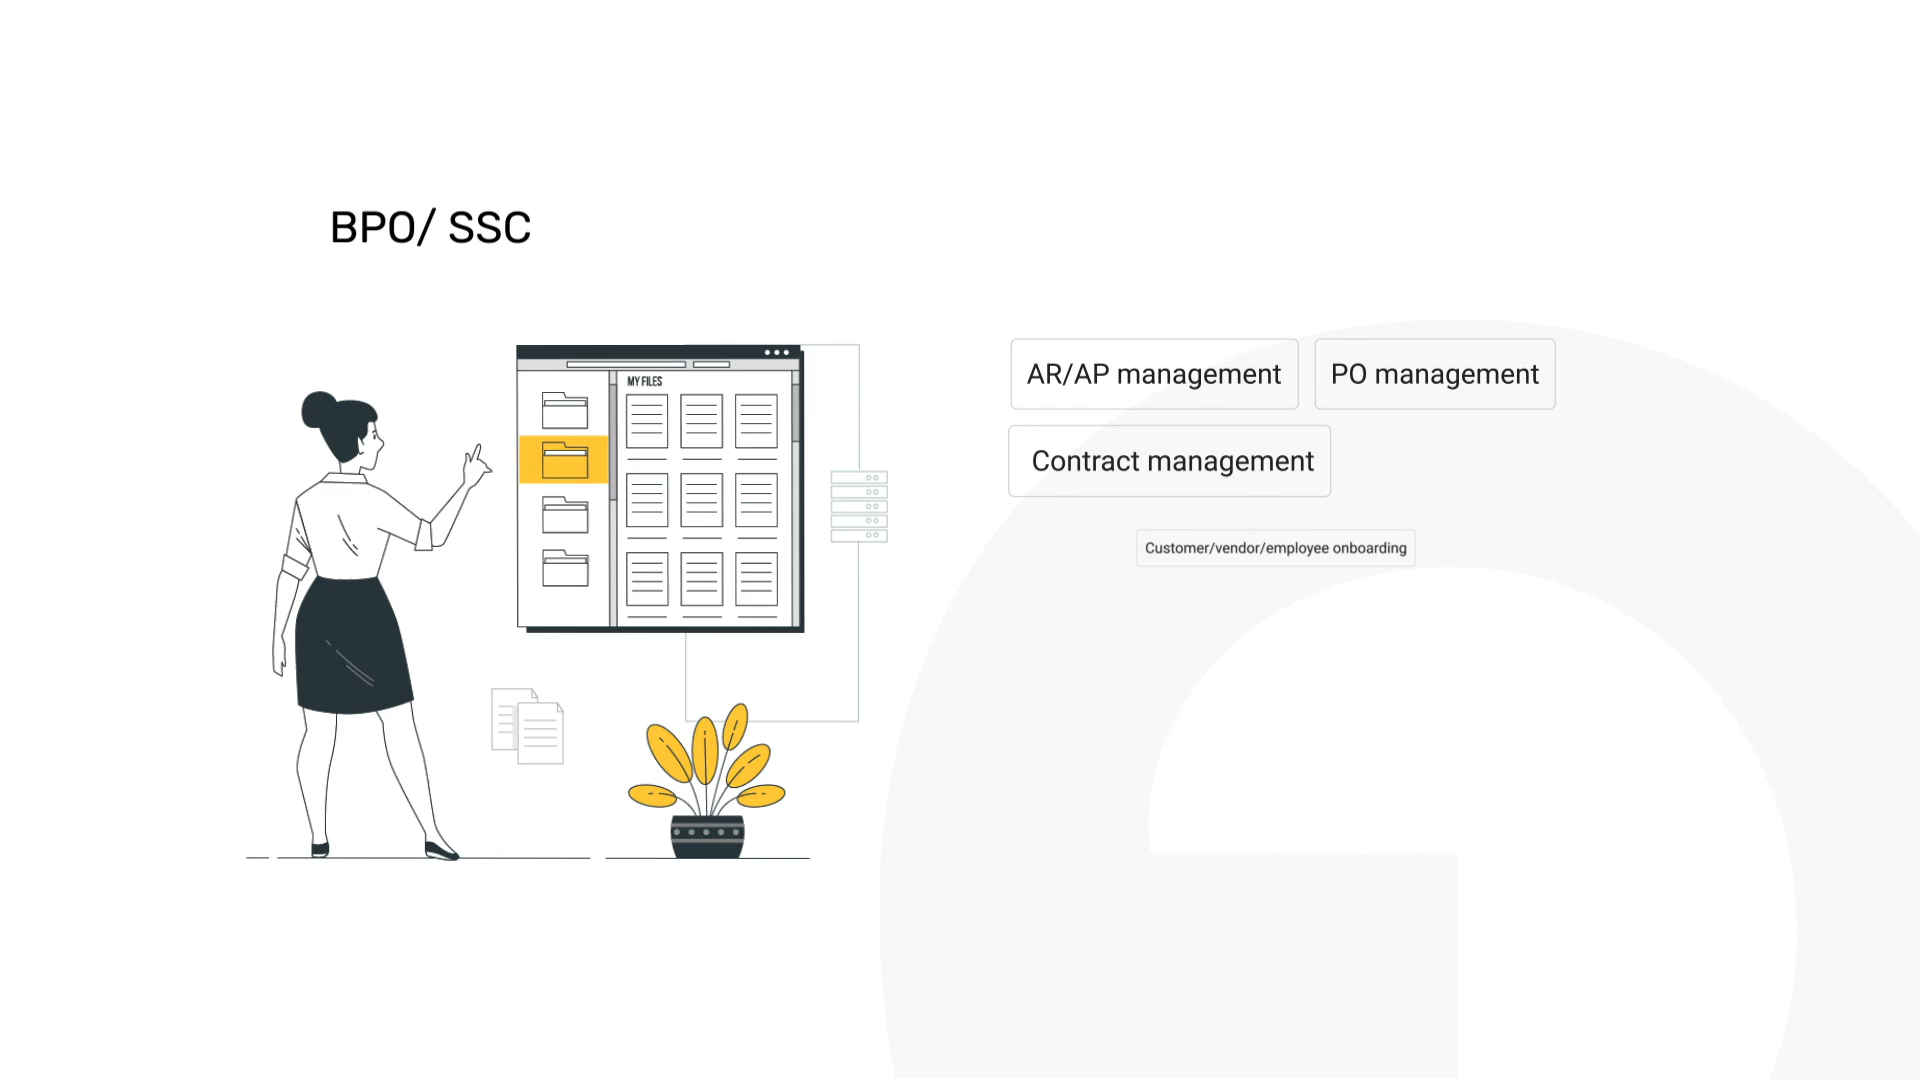 BPO/ SSC
MY FILES
AR/AP management
PO management
Contract management
Customer/vendor/employee onboarding